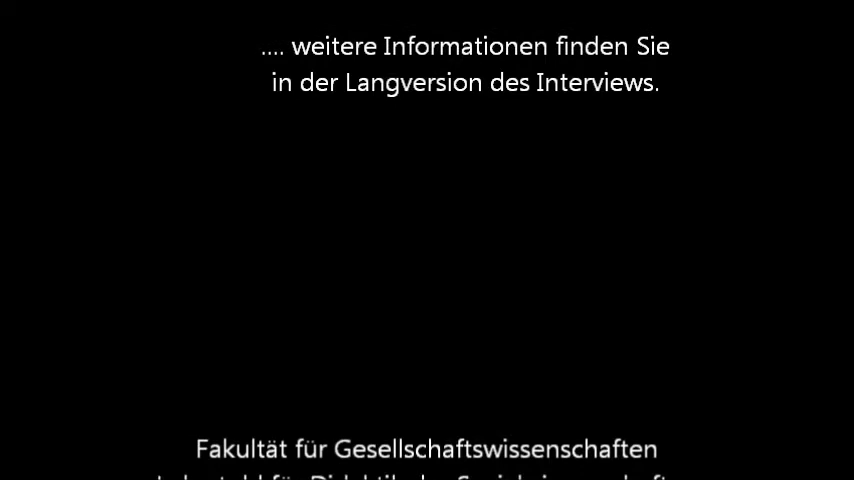 .... weitere Informationen finden Sie
in der Langversion des Interviews.
Fakultät für Gesellschaftswissenschaften